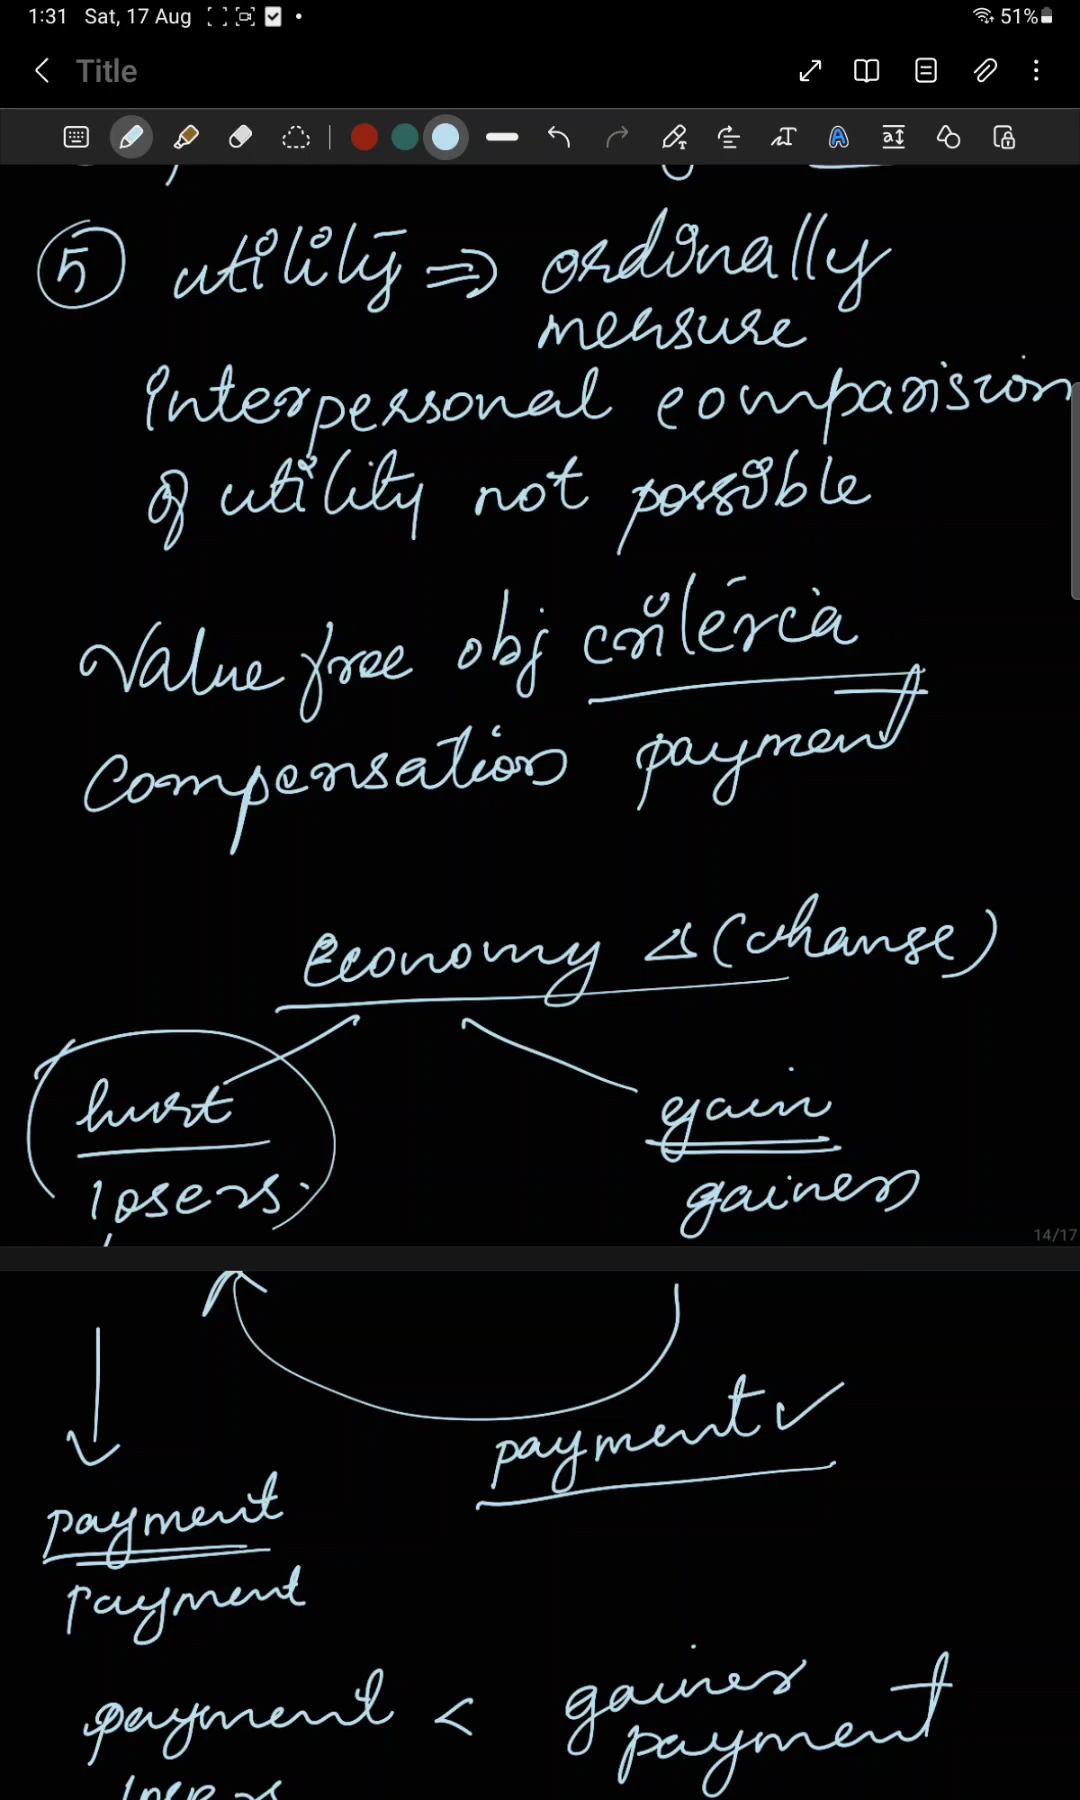 1:31 Sat, 17 Aug 51%
Title
5 utility ⇒ ordinally
measure
Interpersonal comparision
of utility not possible
Value free obj criteria
Compensation payment
Economy Δ (change)
hurt gain
losers gainers
14/17
payment ✓
payment
payment
payment < gainers
payment
losers